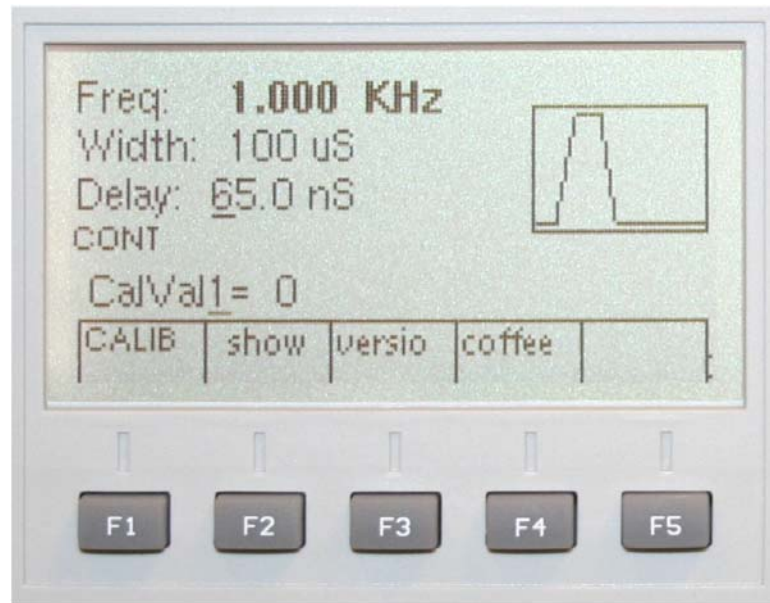 Freq: 1.000 KHz
Width: 100 uS
Delay: 65.0 nS
CONT
CalVal1= 0
CALIB show versio coffee
F1 F2 F3 F4 F5